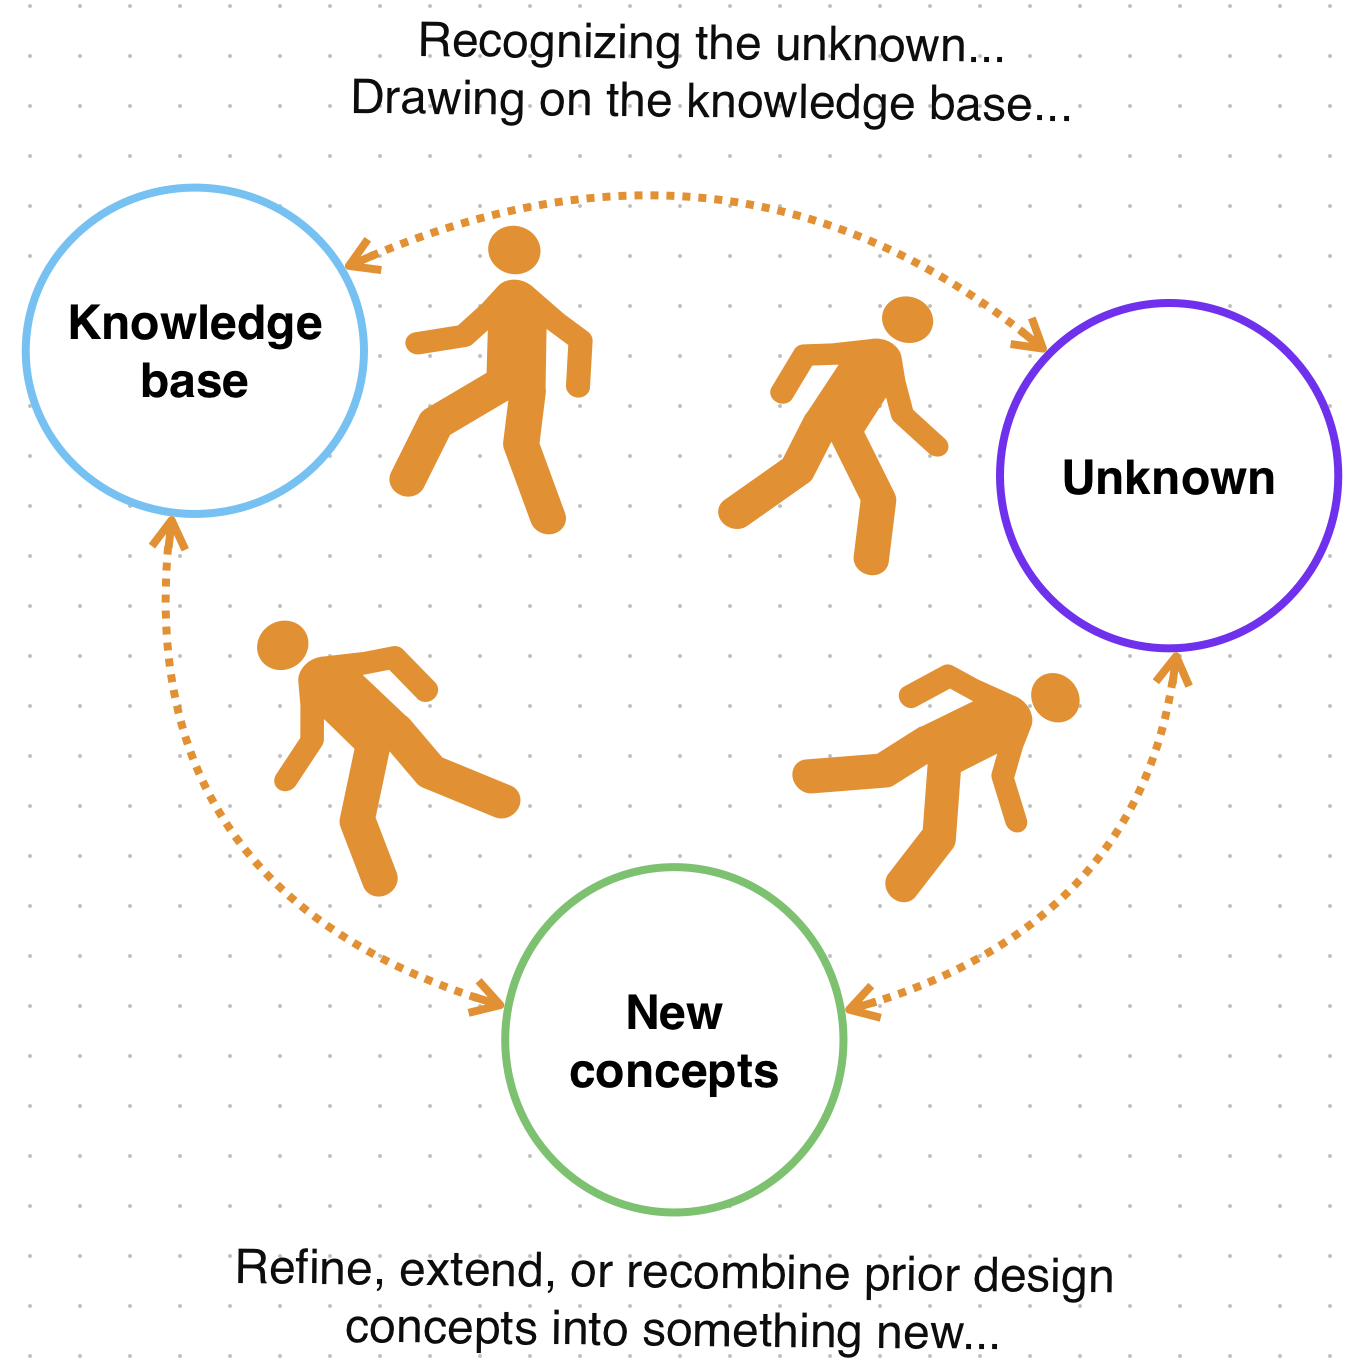 Recognizing the unknown...
Drawing on the knowledge base...
Knowledge
base
Unknown
New
concepts
Refine, extend, or recombine prior design
concepts into something new...